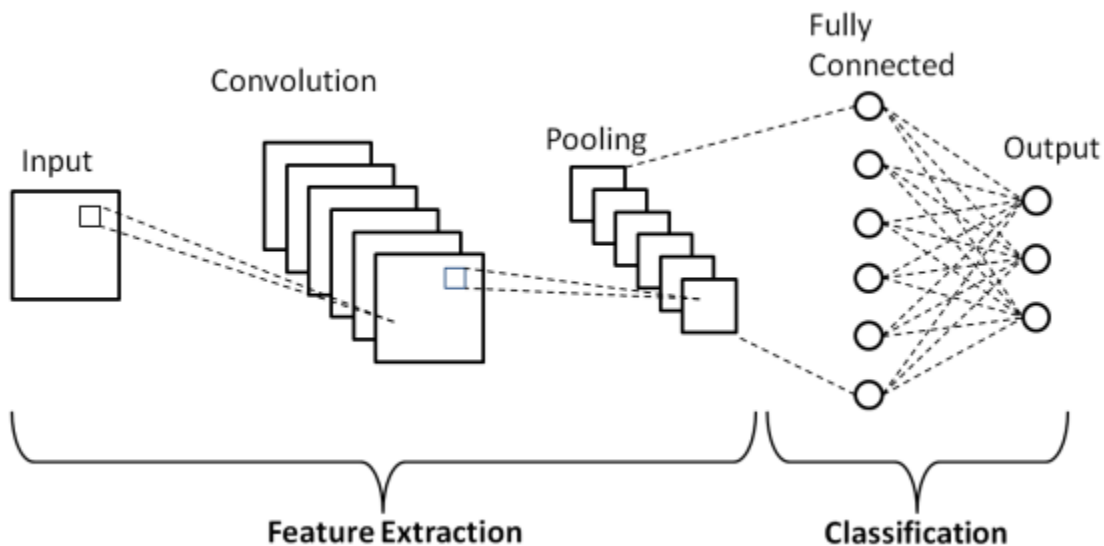 Input
Convolution
Pooling
Fully
Connected
Output
Feature Extraction
Classification